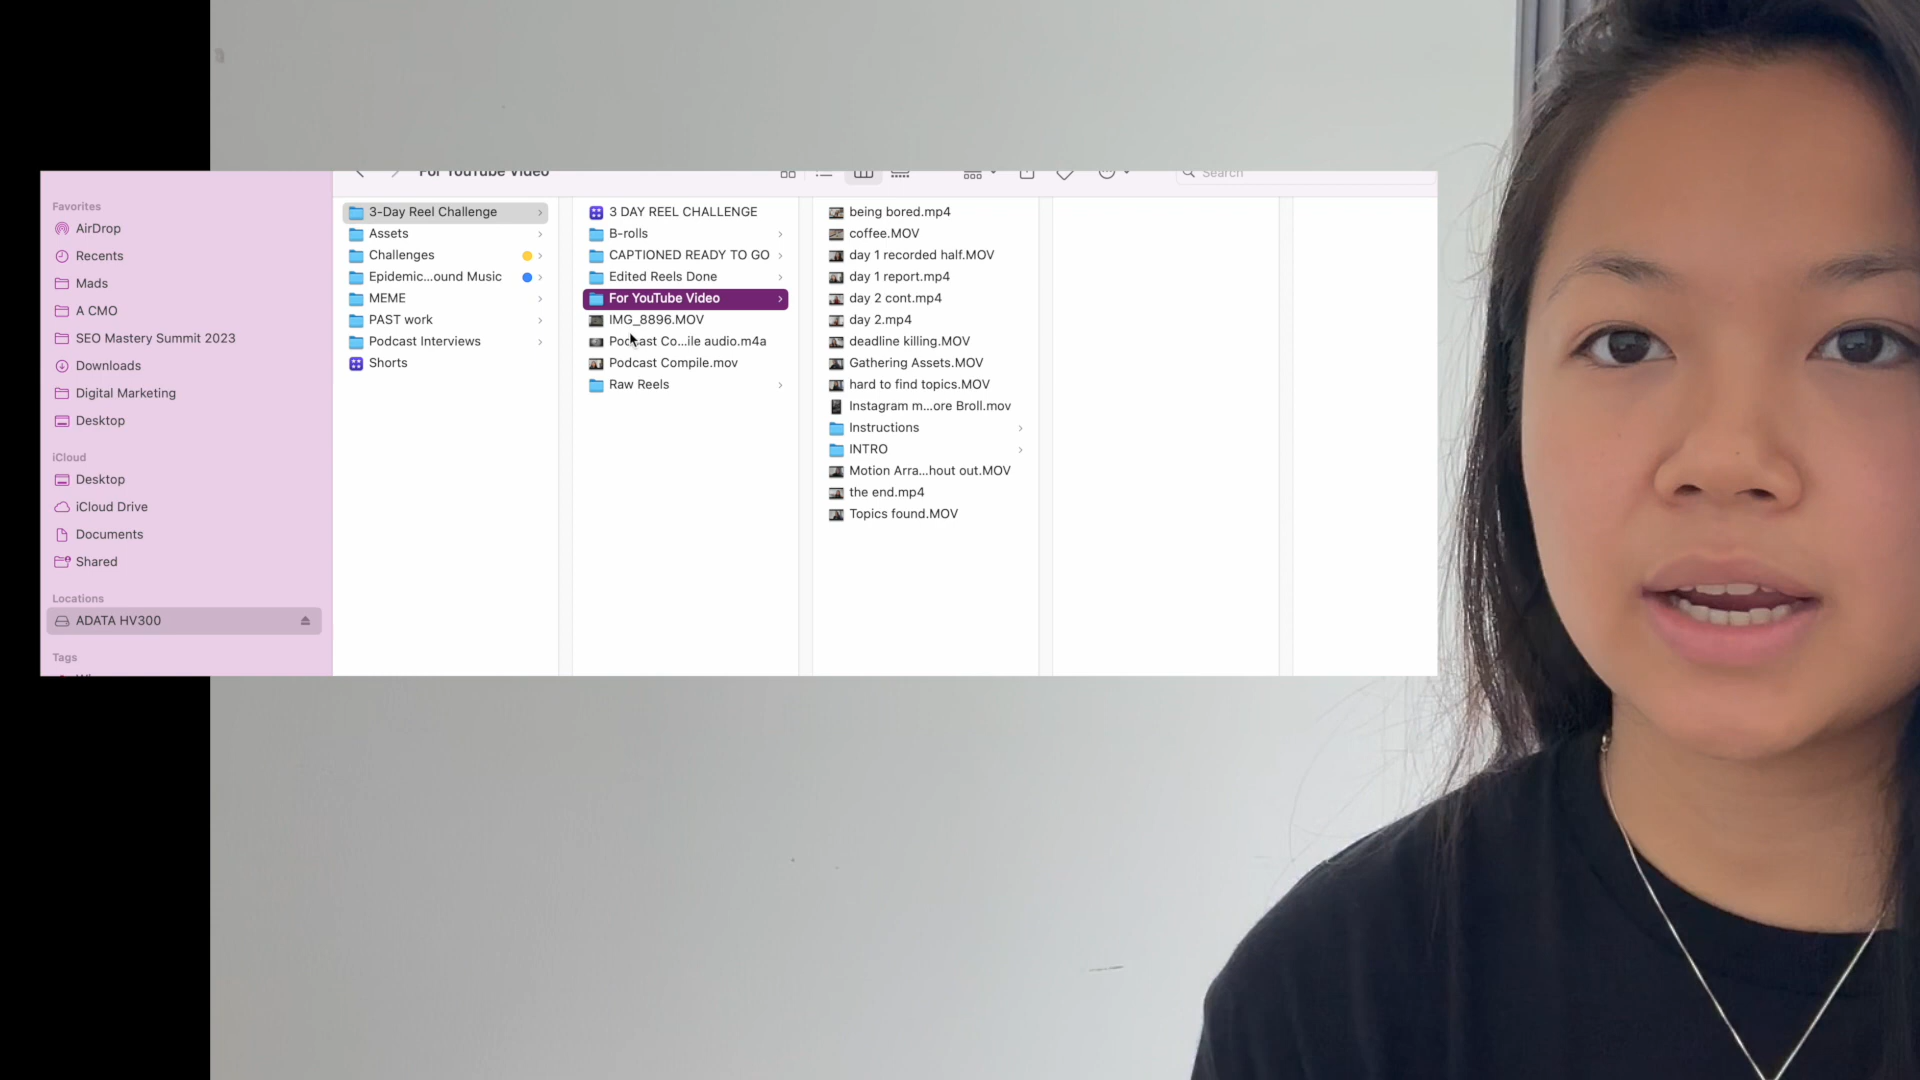 For YouTube Video
Search
Favorites
AirDrop
Recents
Mads
A CMO
SEO Mastery Summit 2023
Downloads
Digital Marketing
Desktop
iCloud
Desktop
iCloud Drive
Documents
Shared
Locations
ADATA HV300
Tags
3-Day Reel Challenge
Assets
Challenges
Epidemic...ound Music
MEME
PAST work
Podcast Interviews
Shorts
3 DAY REEL CHALLENGE
B-rolls
CAPTIONED READY TO GO
Edited Reels Done
For YouTube Video
IMG_8896.MOV
Podcast Co...ile audio.m4a
Podcast Compile.mov
Raw Reels
being bored.mp4
coffee.MOV
day 1 recorded half.MOV
day 1 report.mp4
day 2 cont.mp4
day 2.mp4
deadline killing.MOV
Gathering Assets.MOV
hard to find topics.MOV
Instagram m...ore Broll.mov
Instructions
INTRO
Motion Arra...hout out.MOV
the end.mp4
Topics found.MOV